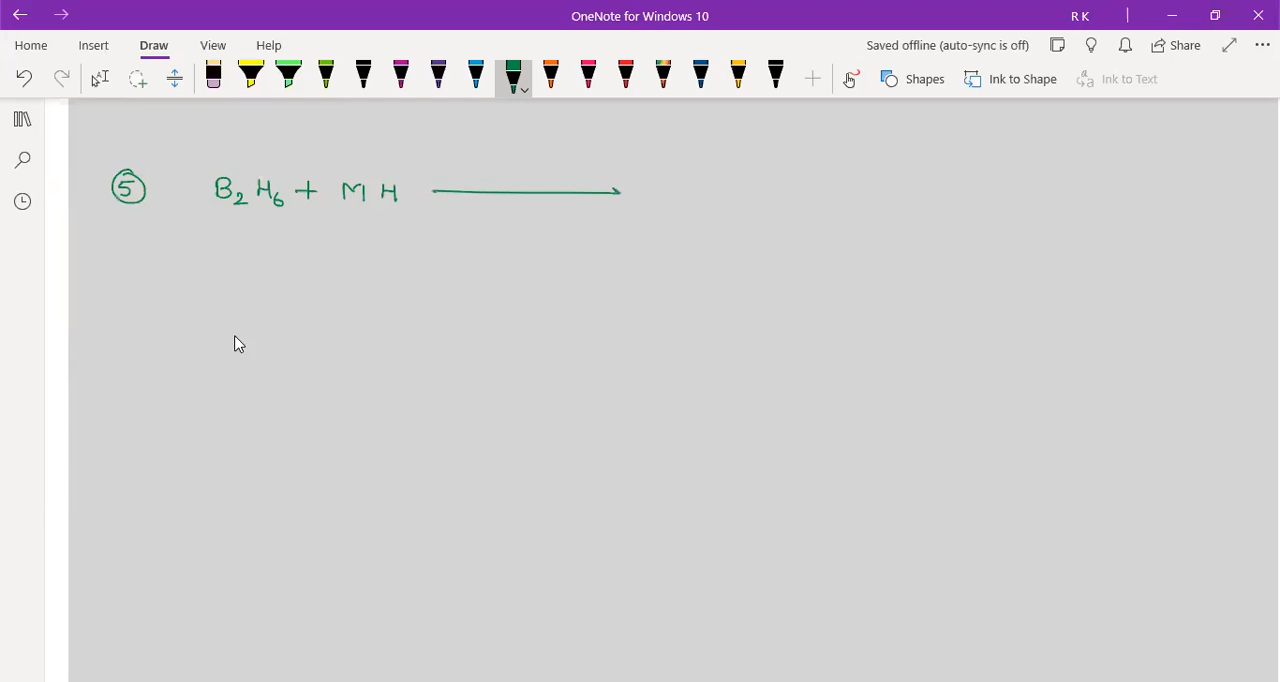 OneNote for Windows 10
R K
Home Insert Draw View Help
Saved offline (auto-sync is off) Share
Shapes Ink to Shape Ink to Text
⑤ B₂H₆ + MH ⟶